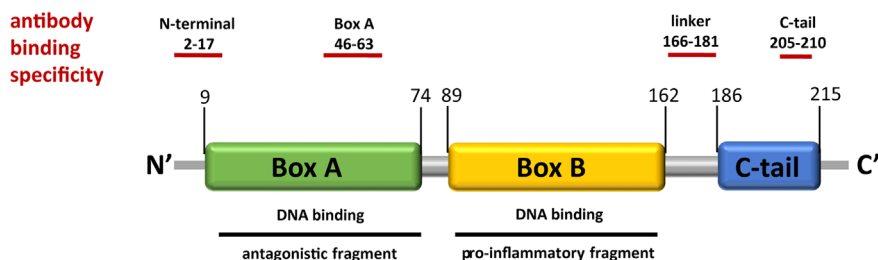 antibody
binding
specificity
N-terminal
2-17
Box A
46-63
linker
166-181
C-tail
205-210
9
74
89
162
186
215
N'
Box A
Box B
C-tail
C'
DNA binding
DNA binding
antagonistic fragment
pro-inflammatory fragment